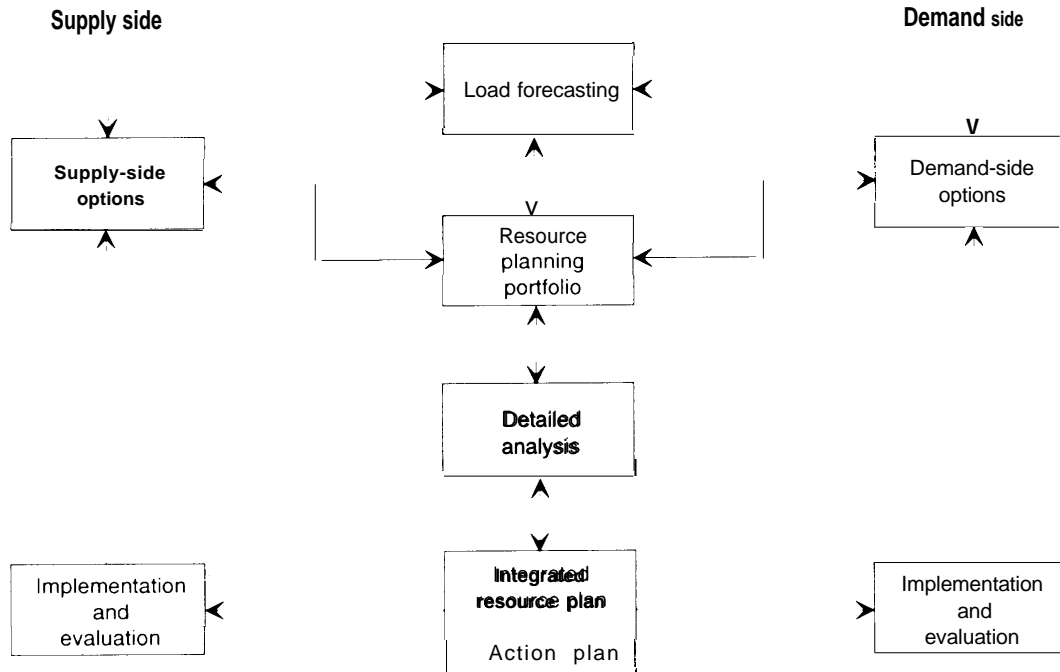 Supply side
Demand side
Load forecasting
Supply-side
options
Demand-side
options
Resource
planning
portfolio
Detailed
analysis
Implementation
and
evaluation
Integrated
resource plan
Action plan
Implementation
and
evaluation